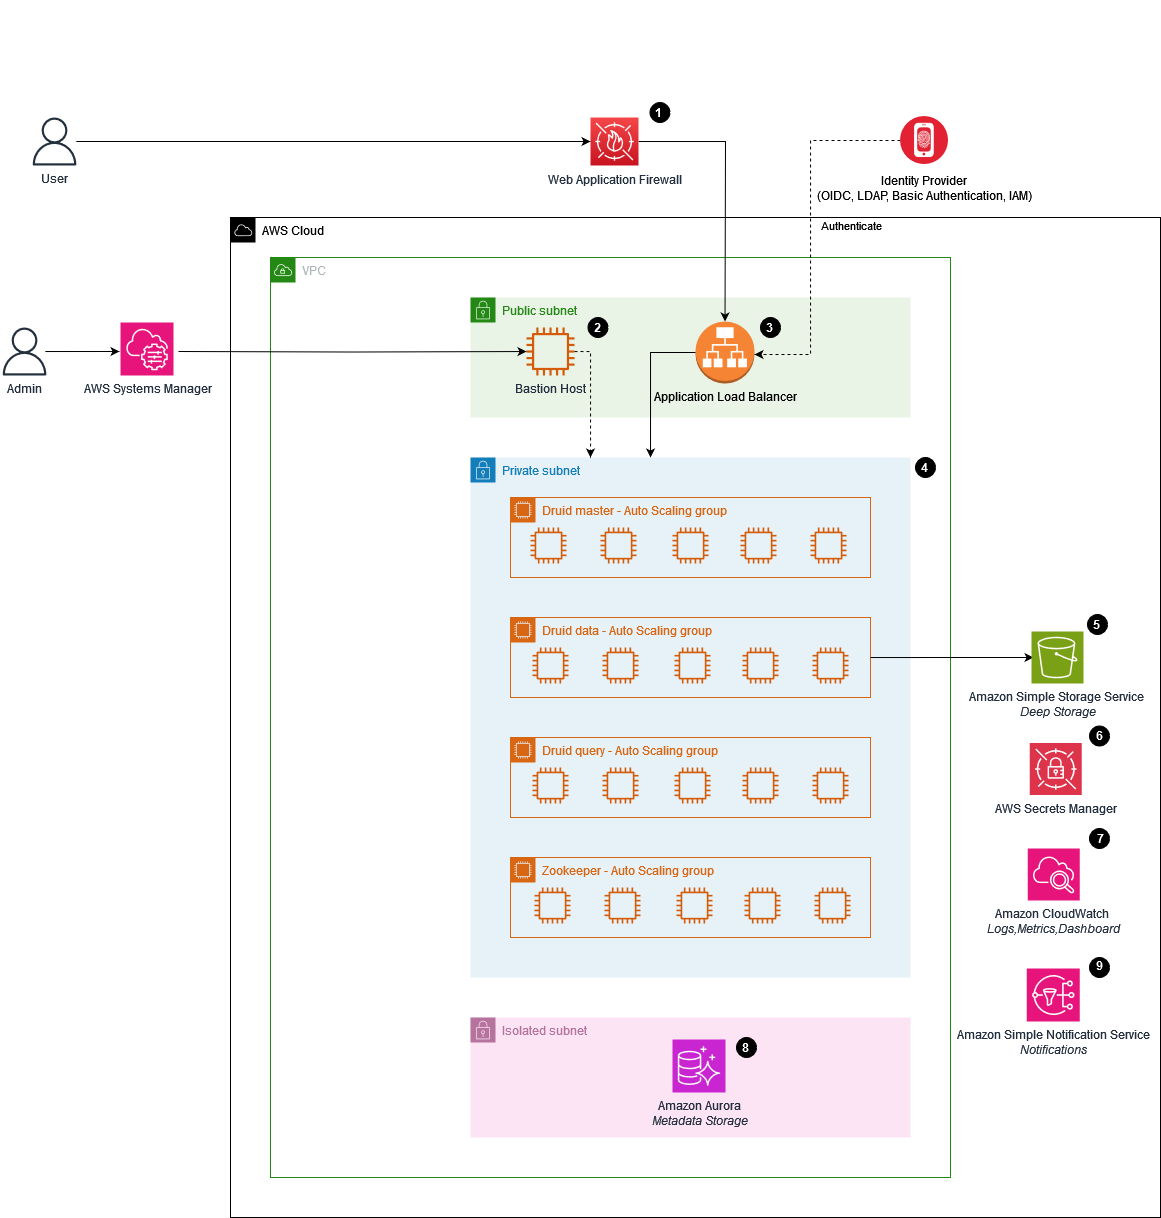 1
User
Web Application Firewall
Identity Provider
(OIDC, LDAP, Basic Authentication, IAM)
Authenticate
AWS Cloud
VPC
Public subnet
2
3
Admin
AWS Systems Manager
Bastion Host
Application Load Balancer
Private subnet
4
Druid master - Auto Scaling group
Druid data - Auto Scaling group
5
Amazon Simple Storage Service
Deep Storage
6
Druid query - Auto Scaling group
AWS Secrets Manager
7
Zookeeper - Auto Scaling group
Amazon CloudWatch
Logs,Metrics,Dashboard
9
Isolated subnet
Amazon Simple Notification Service
Notifications
8
Amazon Aurora
Metadata Storage